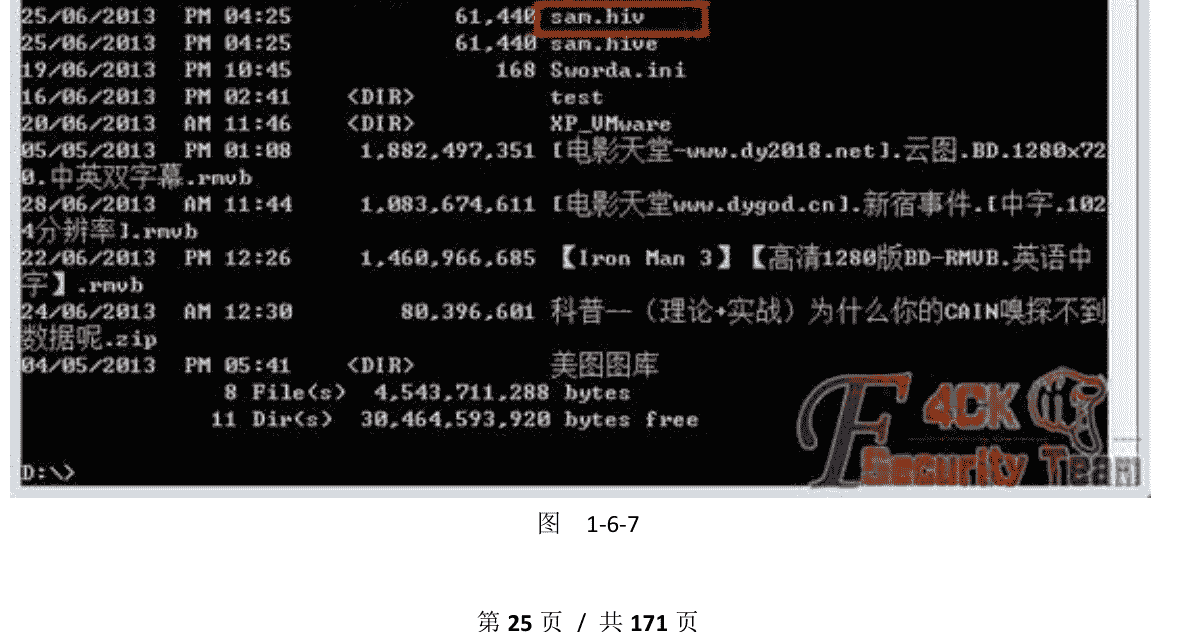 25/06/2013  PM 04:25            61,440 sam.hiv
25/06/2013  PM 04:25            61,440 sam.hive
19/06/2013  PM 10:45               168 Sworda.ini
16/06/2013  PM 02:41    <DIR>          test
20/06/2013  AM 11:46    <DIR>          XP_VMware
05/05/2013  PM 01:08     1,882,497,351 [电影天堂-www.dy2018.net].云图.BD.1280x72
0.中英双字幕.rmvb
28/06/2013  AM 11:44     1,083,674,611 [电影天堂www.dygod.cn].新宿事件.[中字.102
4分辨率].rmvb
22/06/2013  PM 12:26     1,460,966,685 【Iron Man 3】【高清1280版BD-RMVB.英语中
字】.rmvb
24/06/2013  AM 12:30        80,396,601 科普一（理论+实战）为什么你的CAIN嗅探不到
数据呢.zip
04/05/2013  PM 05:41    <DIR>          美图图库
8 File(s)  4,543,711,288 bytes
11 Dir(s)  30,464,593,920 bytes free
D:\>
F4CK
Security Team
图 1-6-7
第 25 页 / 共 171 页